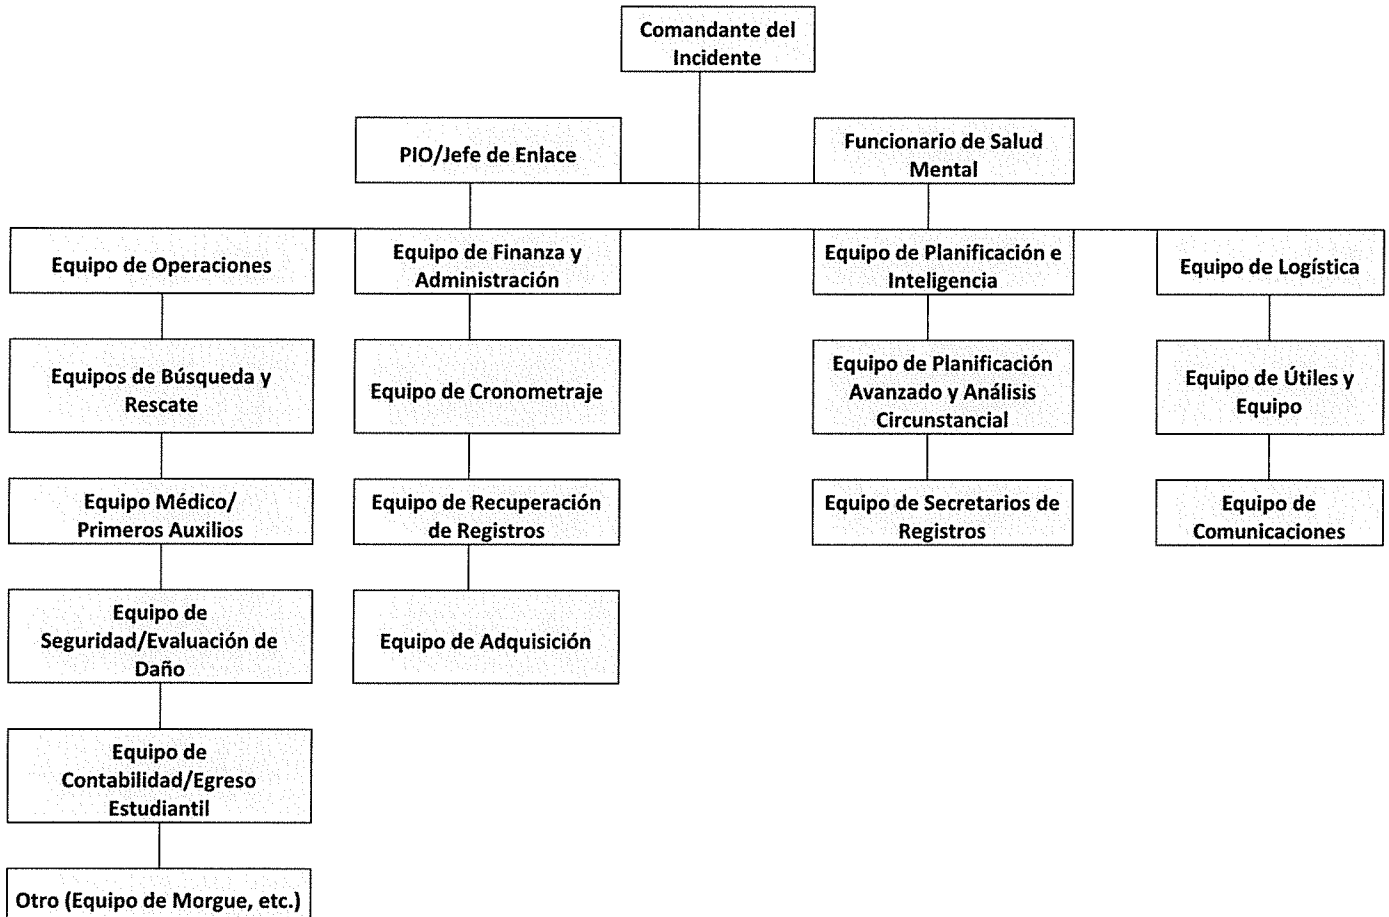 Comandante del
Incidente
PIO/Jefe de Enlace
Funcionario de Salud
Mental
Equipo de Operaciones
Equipo de Finanza y
Administración
Equipo de Planificación e
Inteligencia
Equipo de Logística
Equipos de Búsqueda y
Rescate
Equipo de Cronometraje
Equipo de Planificación
Avanzado y Análisis
Circunstancial
Equipo de Útiles y
Equipo
Equipo Médico/
Primeros Auxilios
Equipo de Recuperación
de Registros
Equipo de Secretarios de
Registros
Equipo de
Comunicaciones
Equipo de
Seguridad/Evaluación de
Daño
Equipo de Adquisición
Equipo de
Contabilidad/Egreso
Estudiantil
Otro (Equipo de Morgue, etc.)